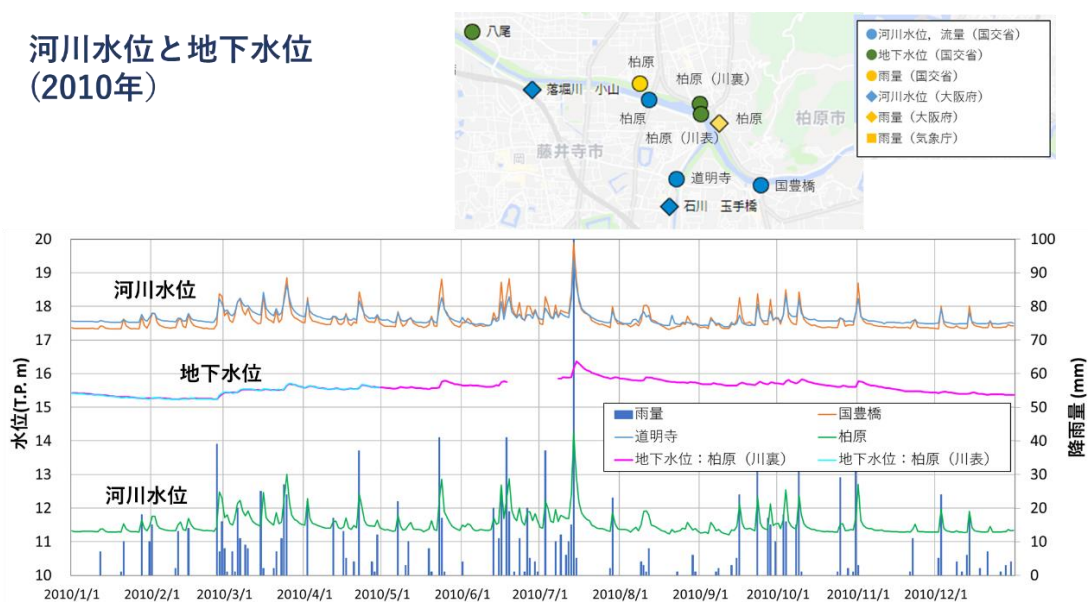 河川水位と地下水位
(2010年)
八尾
落堀川 小山
柏原
柏原
柏原（川裏）
柏原（川表）
柏原
柏原市
藤井寺市
道明寺
国豊橋
石川 玉手橋
河川水位，流量（国交省）
地下水位（国交省）
雨量（国交省）
河川水位（大阪府）
雨量（大阪府）
雨量（気象庁）
水位(T.P. m)
20
19
18
17
16
15
14
13
12
11
10
河川水位
地下水位
河川水位
雨量
国豊橋
道明寺
柏原
地下水位：柏原（川裏）
地下水位：柏原（川表）
100
90
80
70
60
50
40
30
20
10
0
降雨量 (mm)
2010/1/1 2010/2/1 2010/3/1 2010/4/1 2010/5/1 2010/6/1 2010/7/1 2010/8/1 2010/9/1 2010/10/1 2010/11/1 2010/12/1